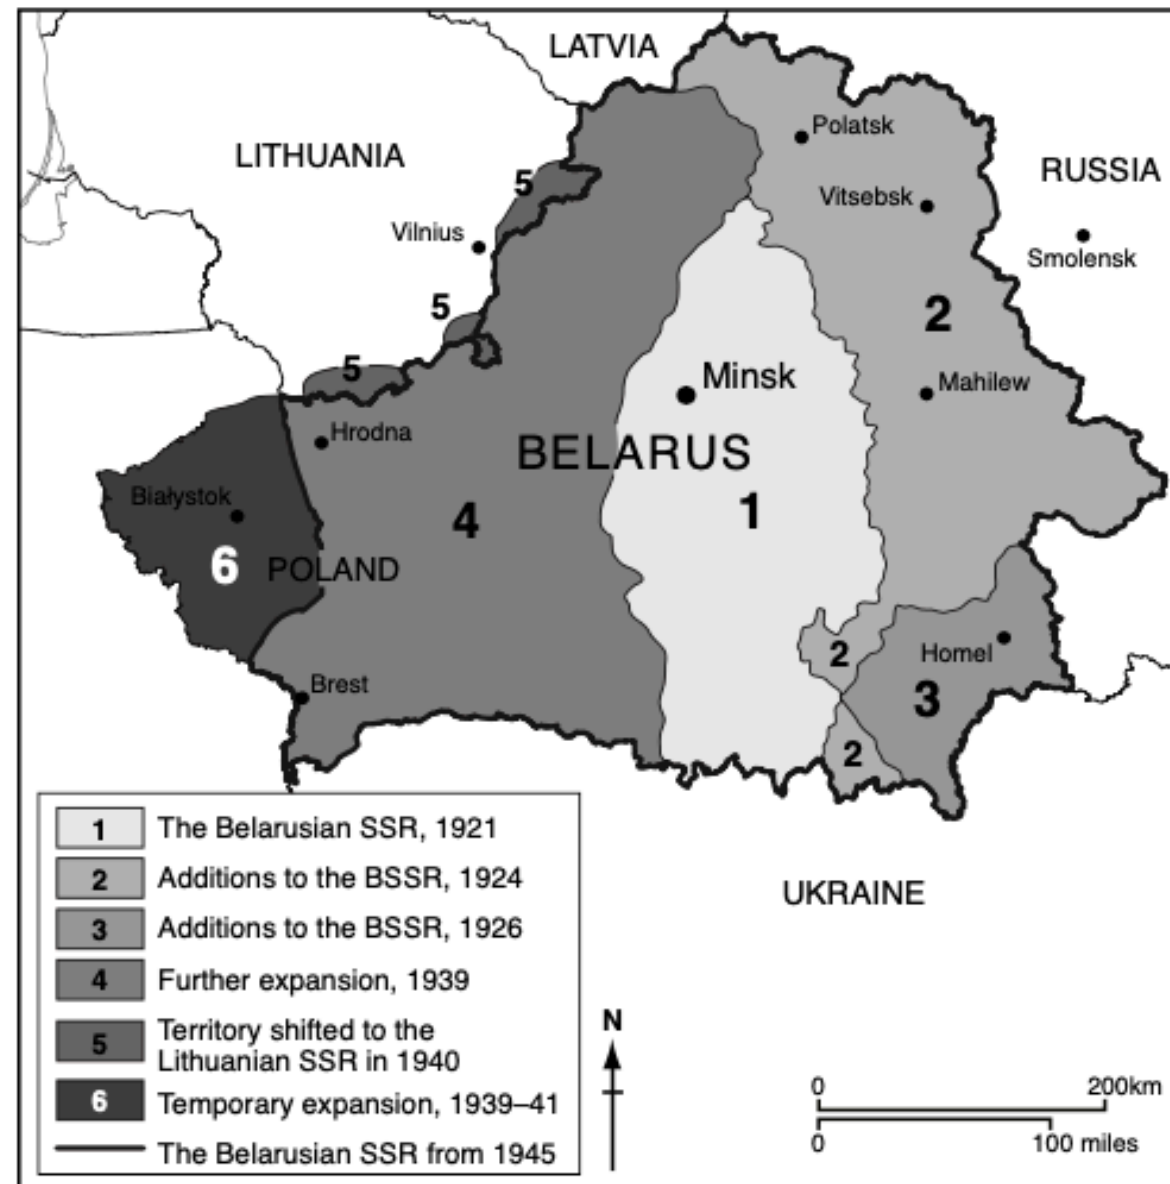 LATVIA
Polatsk
LITHUANIA
RUSSIA
5
Vitsebsk
Vilnius
Smolensk
5
2
5
Minsk
Mahilew
Hrodna
BELARUS
Białystok
4
1
6
POLAND
2
Homel
Brest
3
2
1 The Belarusian SSR, 1921
2 Additions to the BSSR, 1924
3 Additions to the BSSR, 1926
4 Further expansion, 1939
5 Territory shifted to the
Lithuanian SSR in 1940
6 Temporary expansion, 1939–41
The Belarusian SSR from 1945
UKRAINE
N
0 200km
0 100 miles